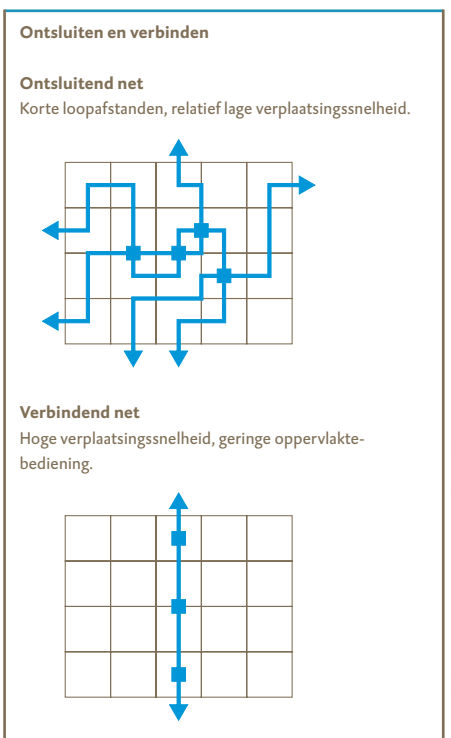 Ontsluiten en verbinden
Ontsluitend net
Korte loopafstanden, relatief lage verplaatsingssnelheid.
Verbindend net
Hoge verplaatsingssnelheid, geringe oppervlakte-
bediening.